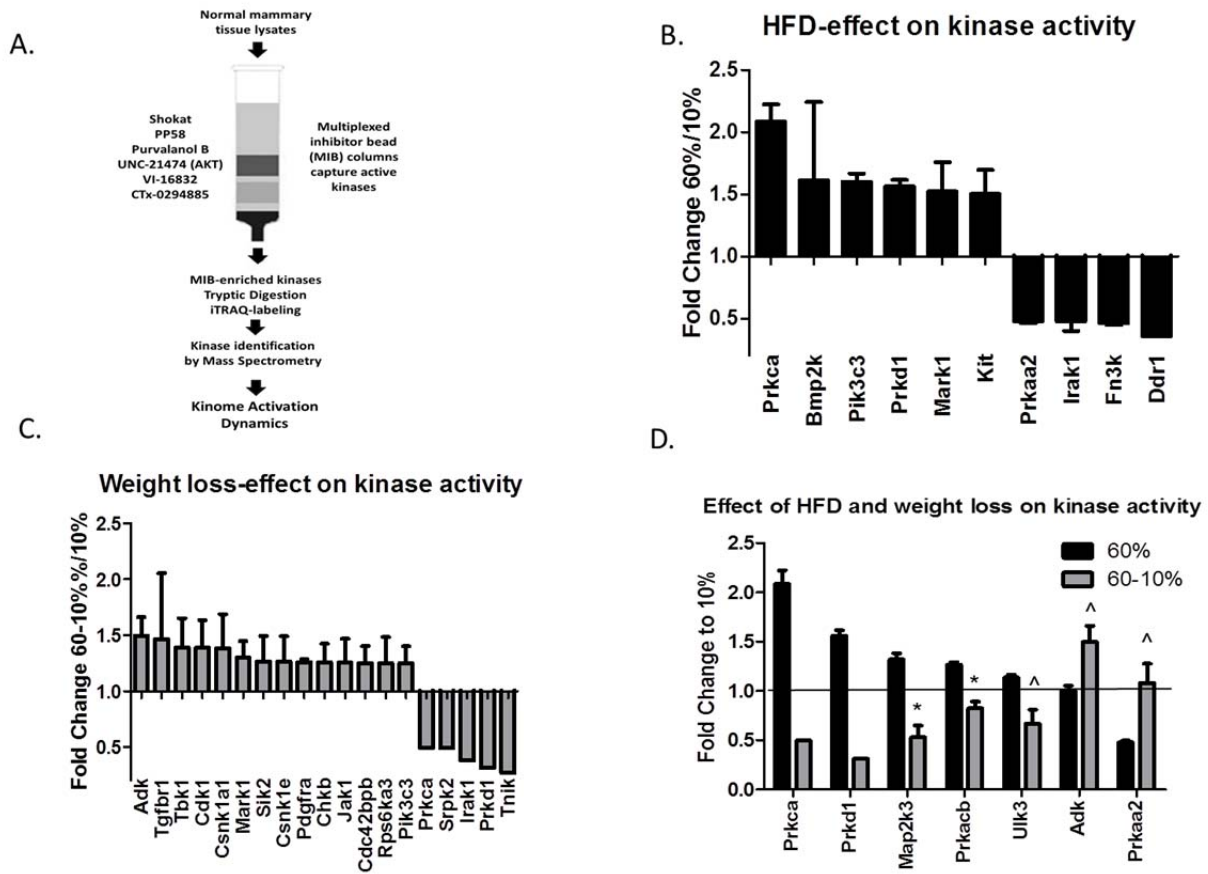 A.
Normal mammary
tissue lysates
Shokat
PP58
Purvalanol B
UNC-21474 (AKT)
VI-16832
CTx-0294885
Multiplexed
inhibitor bead
(MIB) columns
capture active
kinases
MIB-enriched kinases
Tryptic Digestion
iTRAQ-labeling
Kinase identification
by Mass Spectrometry
Kinome Activation
Dynamics
B.
HFD-effect on kinase activity
Fold Change 60%/10%
2.5
2.0
1.5
1.0
0.5
Prkca
Bmp2k
Pik3c3
Prkd1
Mark1
Kit
Prkaa2
Irak1
Fn3k
Ddr1
C.
Weight loss-effect on kinase activity
Fold Change 60-10%%/10%
2.5
2.0
1.5
1.0
0.5
Adk
Tgfbr1
Tbk1
Cdk1
Csnk1a1
Mark1
Sik2
Csnk1e
Pdgfra
Chkb
Jak1
Cdc42bpb
Rps6ka3
Pik3c3
Prkca
Srpk2
Irak1
Prkd1
Tnik
D.
Effect of HFD and weight loss on kinase activity
Fold Change to 10%
2.5
2.0
1.5
1.0
0.5
0.0
60%
60-10%
*
*
^
^
^
Prkca
Prkd1
Map2k3
Prkacb
Ulk3
Adk
Prkaa2